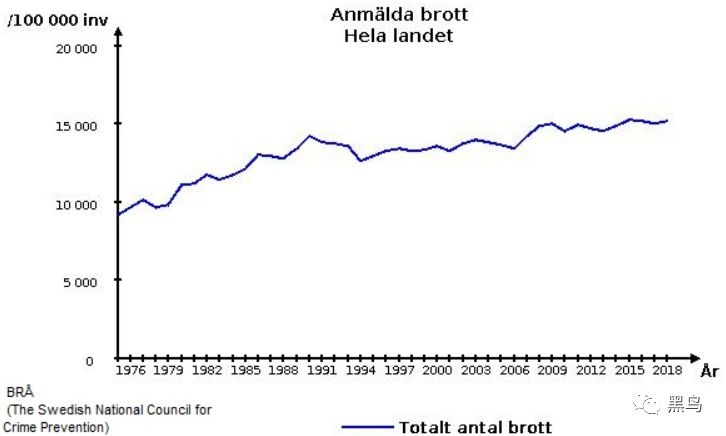 /100 000 inv
Anmälda brott
Hela landet
20 000
15 000
10 000
5 000
0
1976 1979 1982 1985 1988 1991 1994 1997 2000 2003 2006 2009 2012 2015 2018
År
BRÅ
(The Swedish National Council for
Crime Prevention)
Totalt antal brott
黑鸟